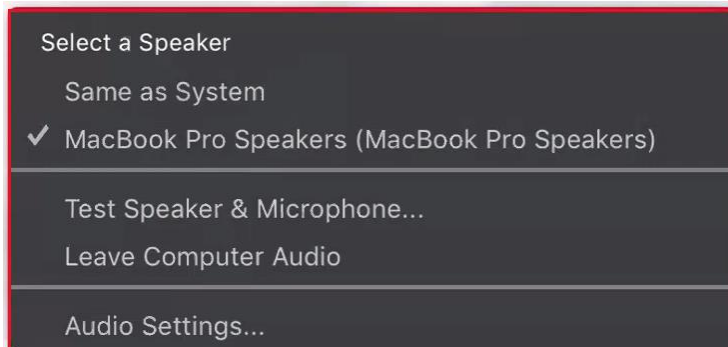 Select a Speaker
Same as System
MacBook Pro Speakers (MacBook Pro Speakers)
Test Speaker & Microphone...
Leave Computer Audio
Audio Settings...